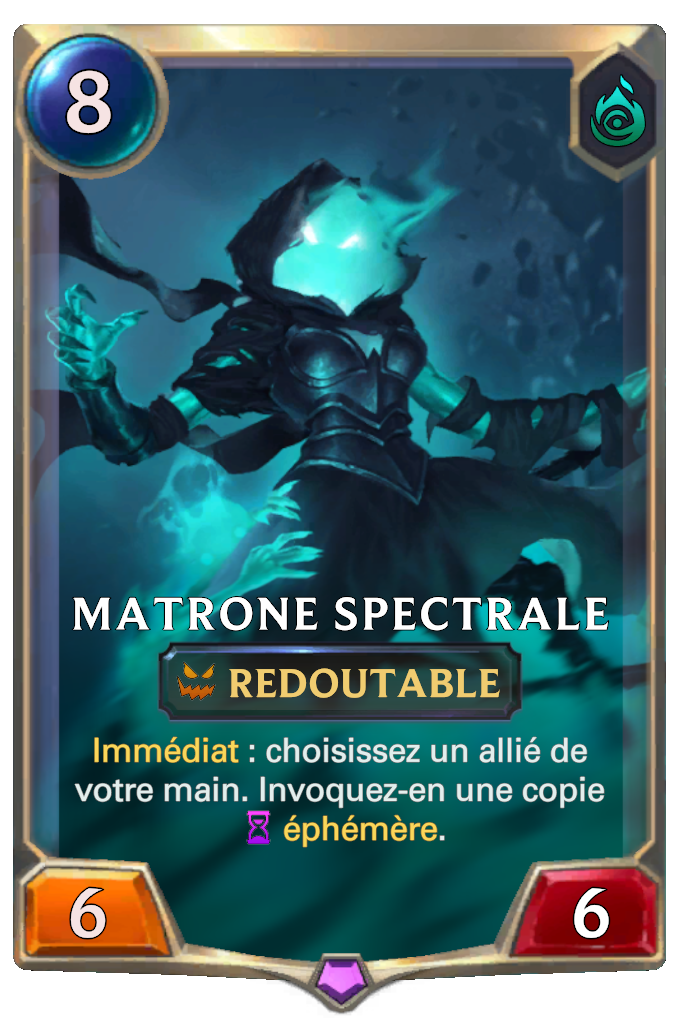 8
MATRONE SPECTRALE
REDOUTABLE
Immédiat : choisissez un allié de
votre main. Invoquez-en une copie
éphémère.
6
6